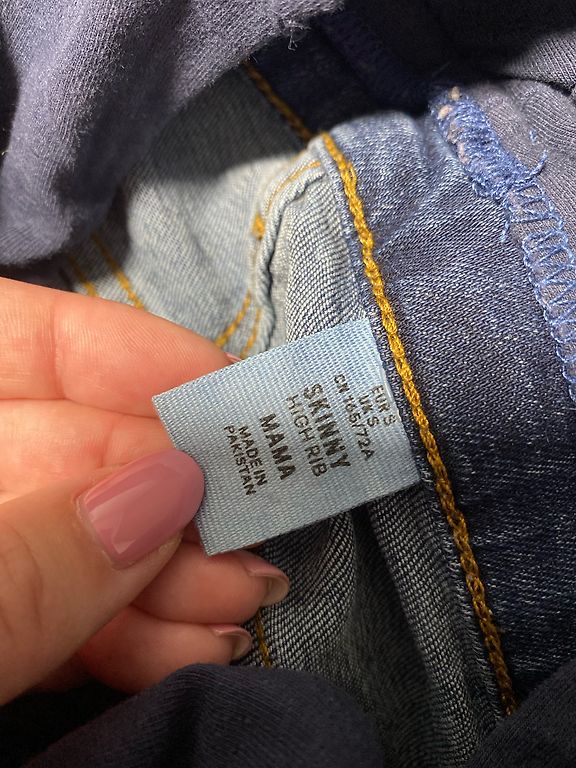 EUR S
UK S
CN 165/72A
SKINNY
HIGH RIB
MAMA
MADE IN
PAKISTAN